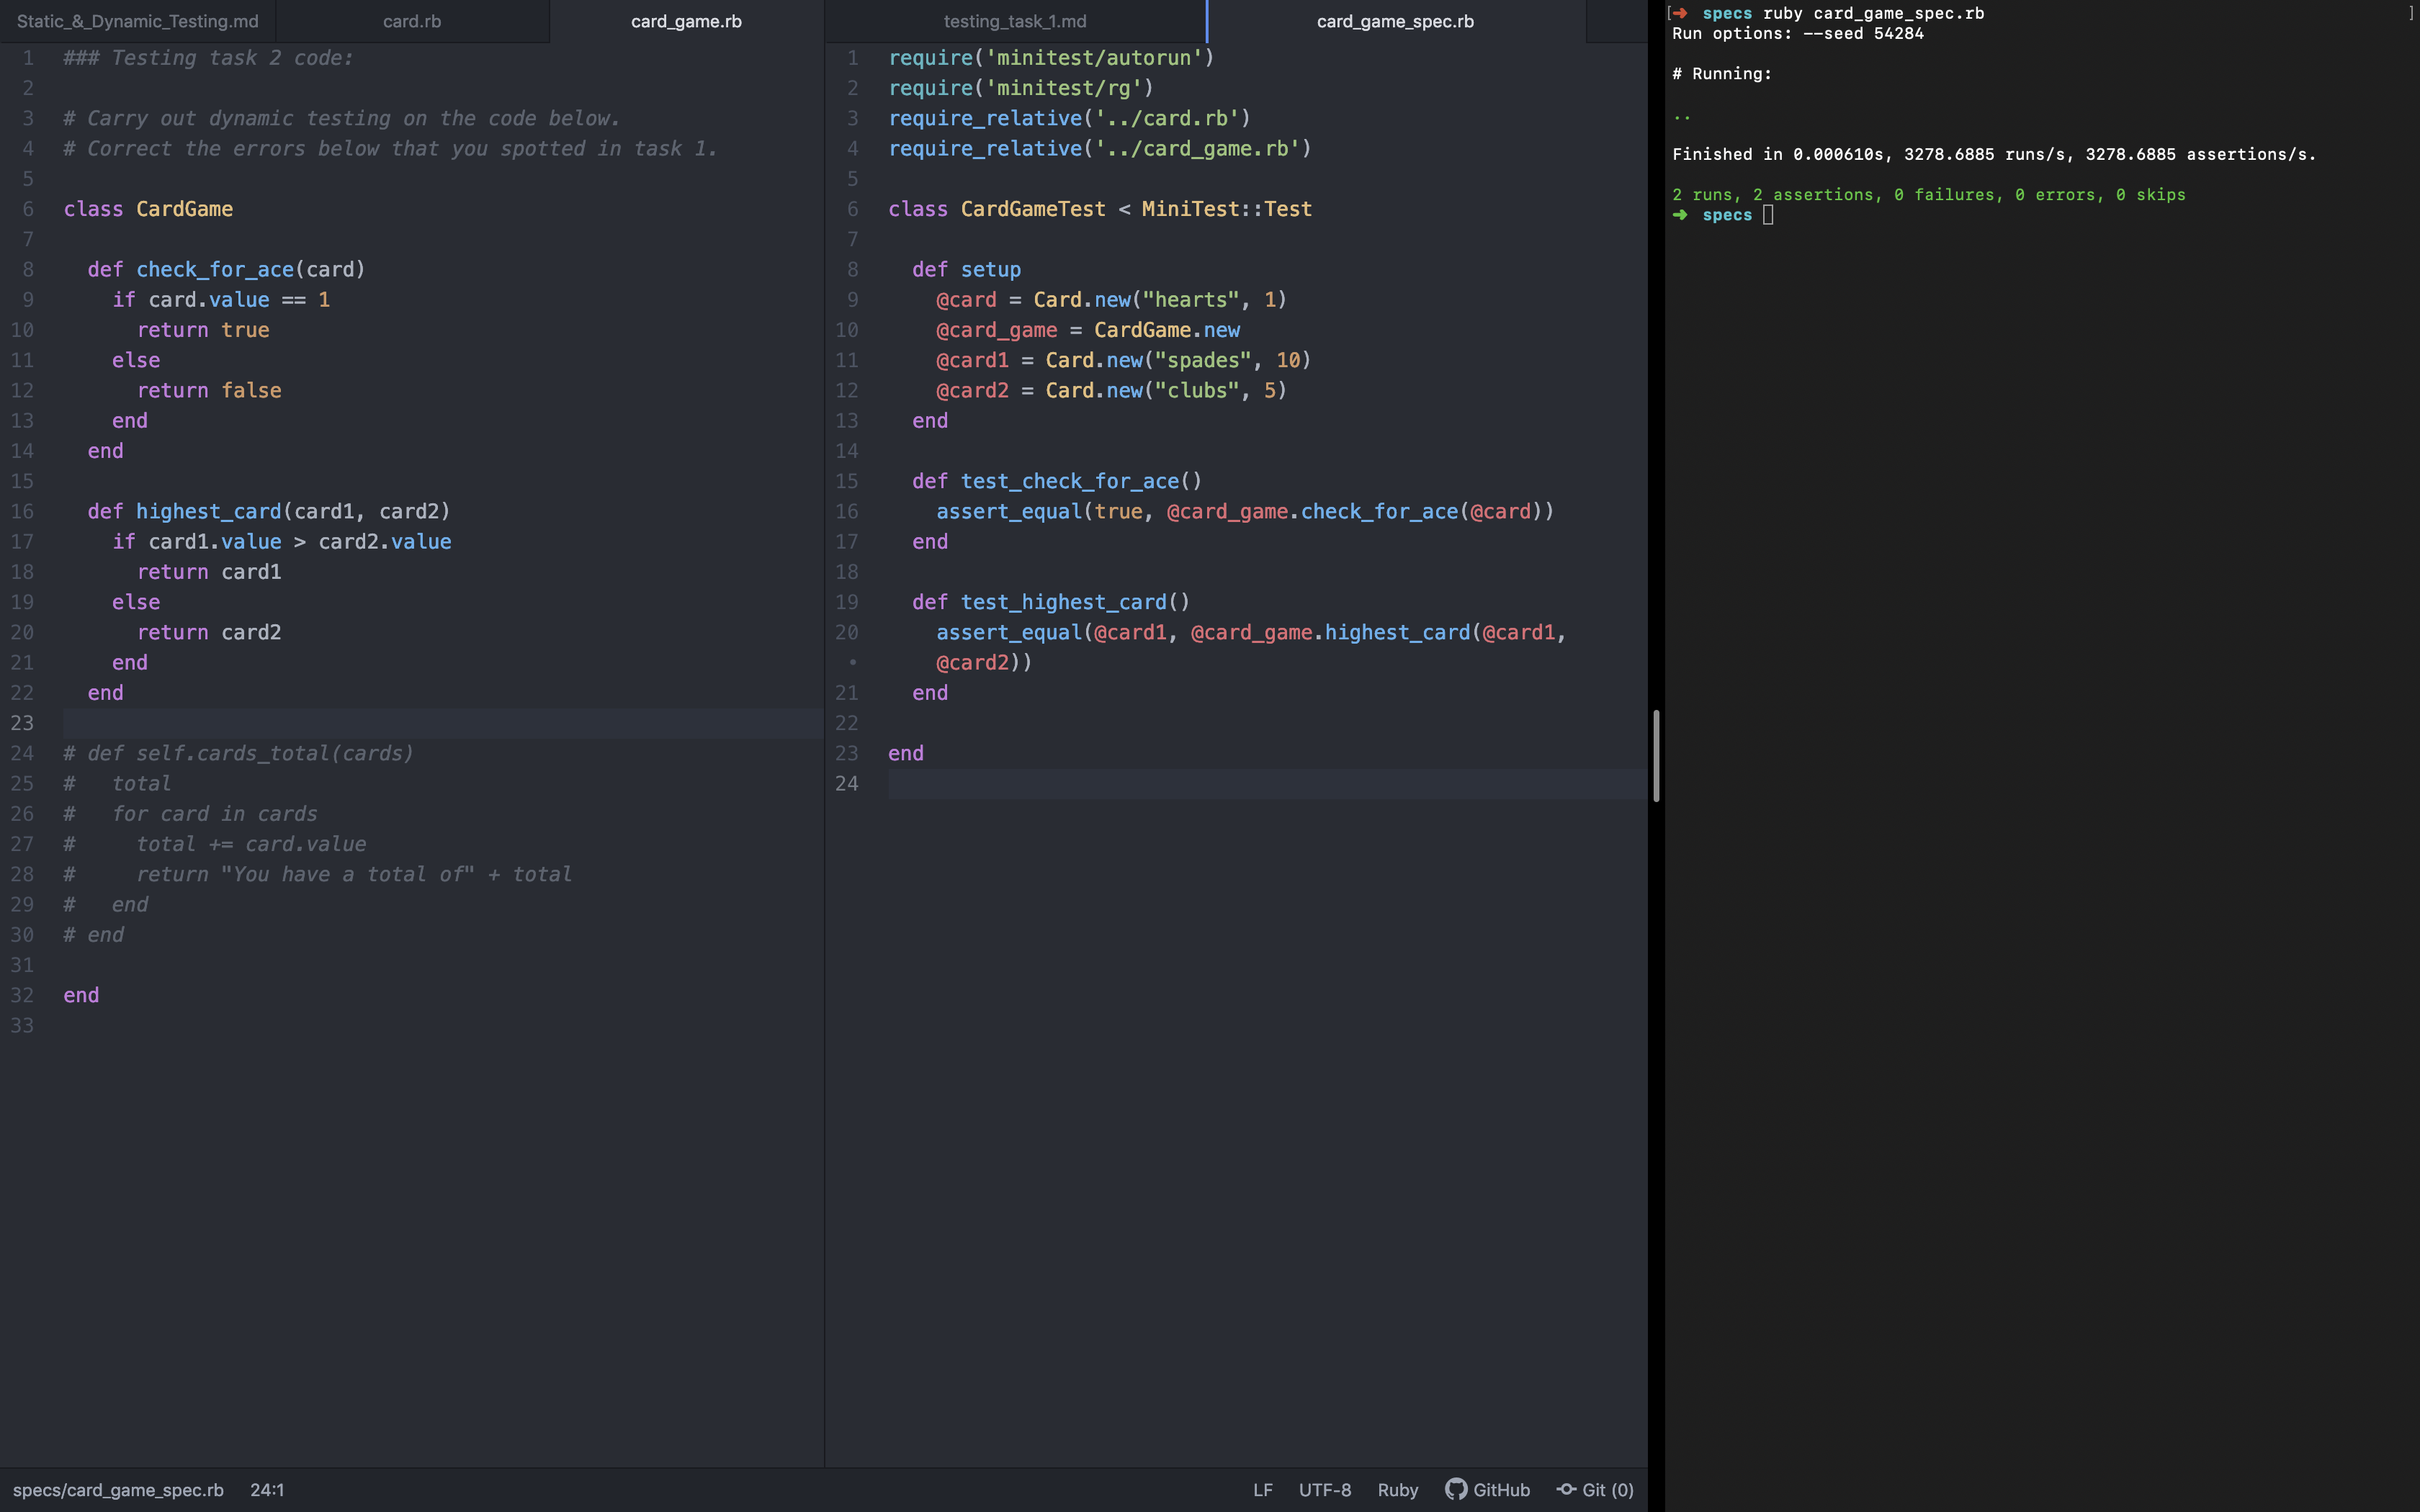 Static_&_Dynamic_Testing.md
card.rb
card_game.rb
1 ### Testing task 2 code:
2
3 # Carry out dynamic testing on the code below.
4 # Correct the errors below that you spotted in task 1.
5
6 class CardGame
7
8   def check_for_ace(card)
9     if card.value == 1
10       return true
11     else
12       return false
13     end
14   end
15
16   def highest_card(card1, card2)
17     if card1.value > card2.value
18       return card1
19     else
20       return card2
21     end
22   end
23
24 # def self.cards_total(cards)
25 #   total
26 #   for card in cards
27 #     total += card.value
28 #     return "You have a total of" + total
29 #   end
30 # end
31
32 end
33
testing_task_1.md
card_game_spec.rb
1 require('minitest/autorun')
2 require('minitest/rg')
3 require_relative('../card.rb')
4 require_relative('../card_game.rb')
5
6 class CardGameTest < MiniTest::Test
7
8   def setup
9     @card = Card.new("hearts", 1)
10     @card_game = CardGame.new
11     @card1 = Card.new("spades", 10)
12     @card2 = Card.new("clubs", 5)
13   end
14
15   def test_check_for_ace()
16     assert_equal(true, @card_game.check_for_ace(@card))
17   end
18
19   def test_highest_card()
20     assert_equal(@card1, @card_game.highest_card(@card1,
•     @card2))
21   end
22
23 end
24
specs/card_game_spec.rb 24:1
LF UTF-8 Ruby GitHub Git (0)
[➜ specs ruby card_game_spec.rb ]
Run options: --seed 54284
# Running:
..
Finished in 0.000610s, 3278.6885 runs/s, 3278.6885 assertions/s.
2 runs, 2 assertions, 0 failures, 0 errors, 0 skips
➜ specs